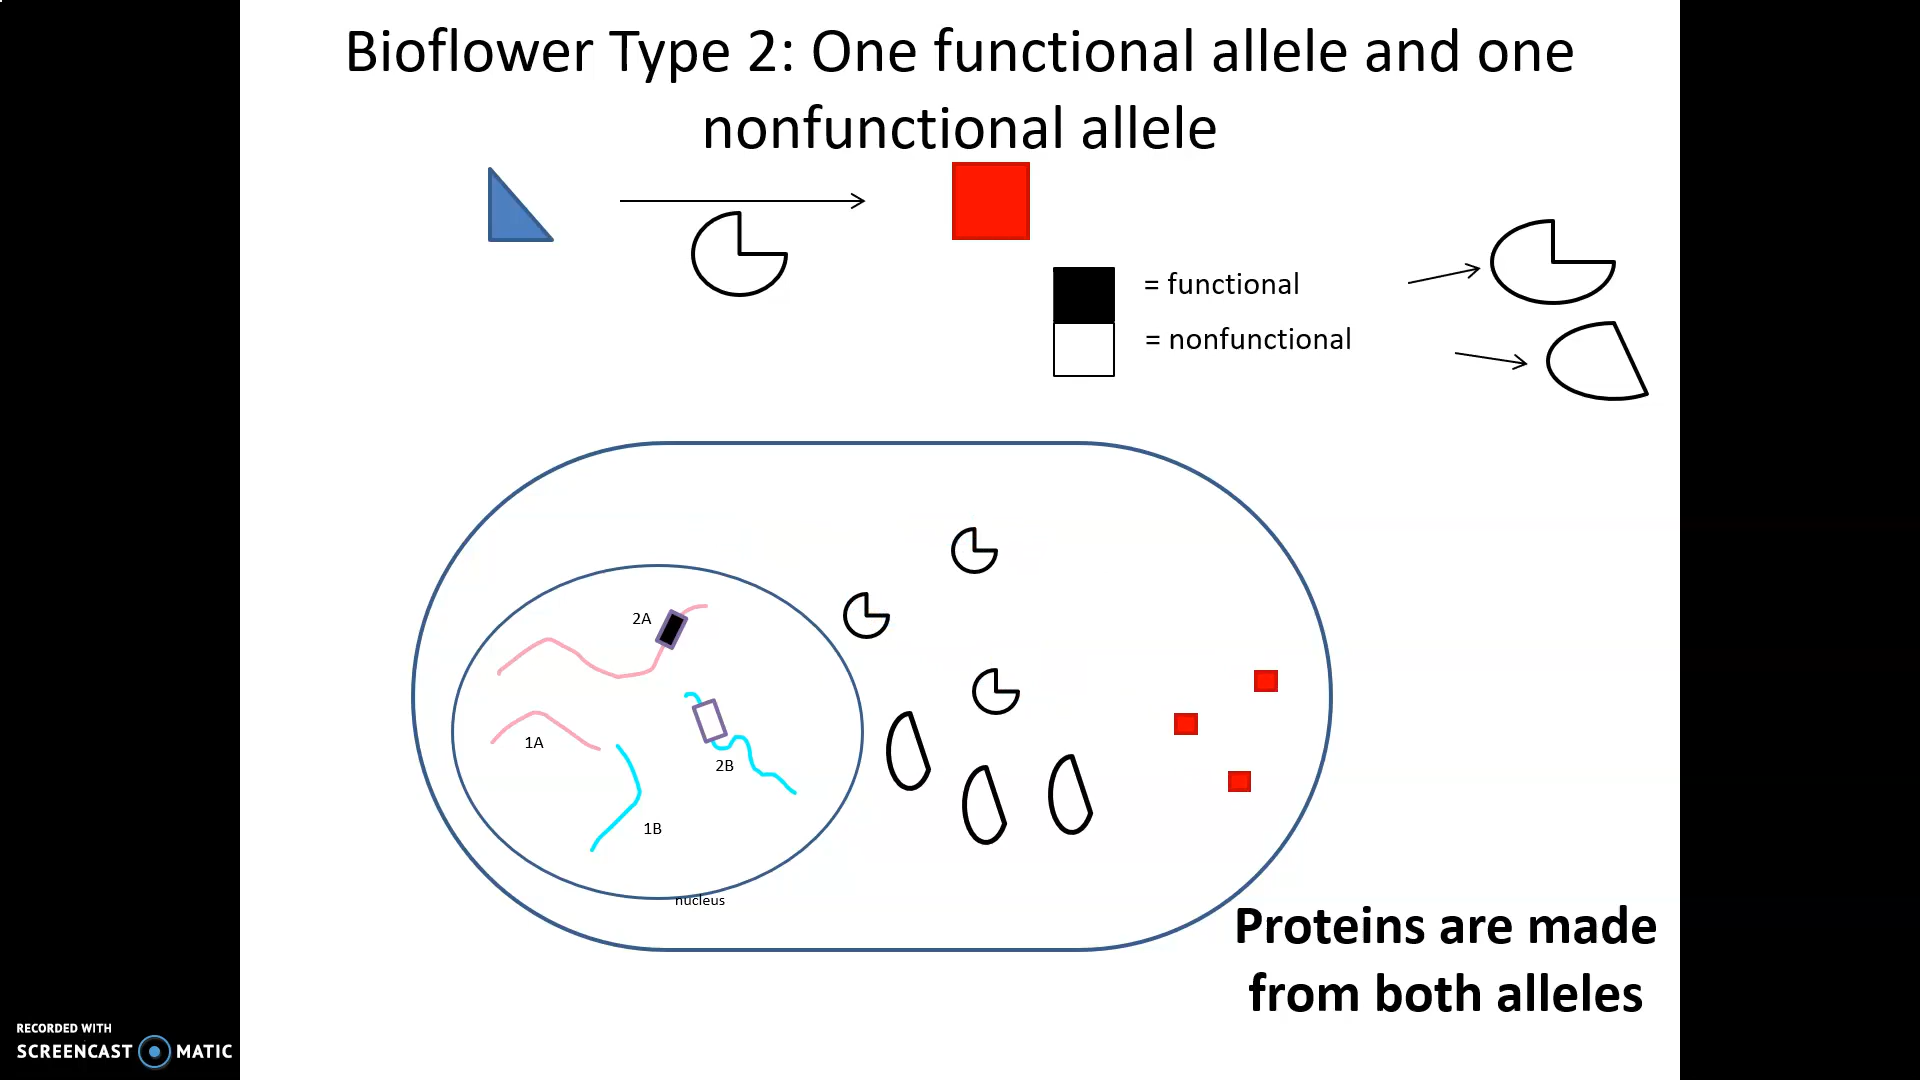 Bioflower Type 2: One functional allele and one
nonfunctional allele
= functional
= nonfunctional
2A
1A
2B
1B
nucleus
Proteins are made
from both alleles
RECORDED WITH
SCREENCAST MATIC